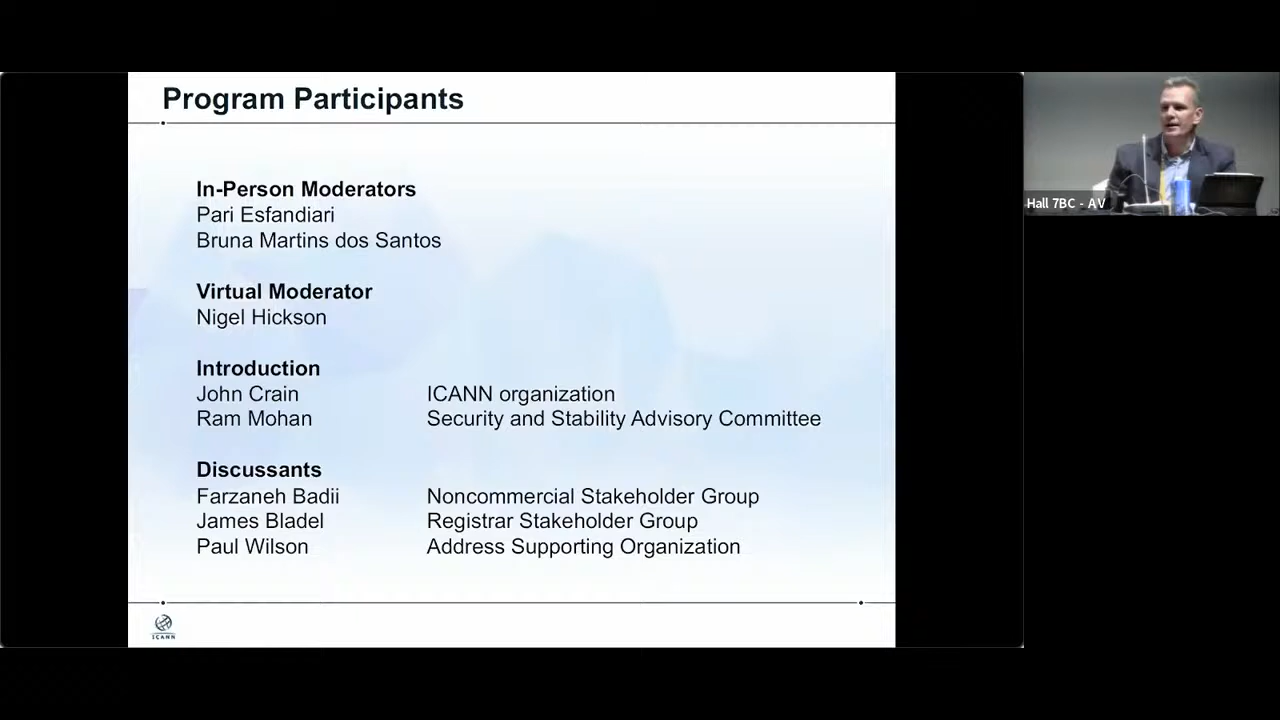 Program Participants
In-Person Moderators
Pari Esfandiari
Bruna Martins dos Santos
Virtual Moderator
Nigel Hickson
Introduction
John Crain ICANN organization
Ram Mohan Security and Stability Advisory Committee
Discussants
Farzaneh Badii Noncommercial Stakeholder Group
James Bladel Registrar Stakeholder Group
Paul Wilson Address Supporting Organization
ICANN
Hall 7BC - AV